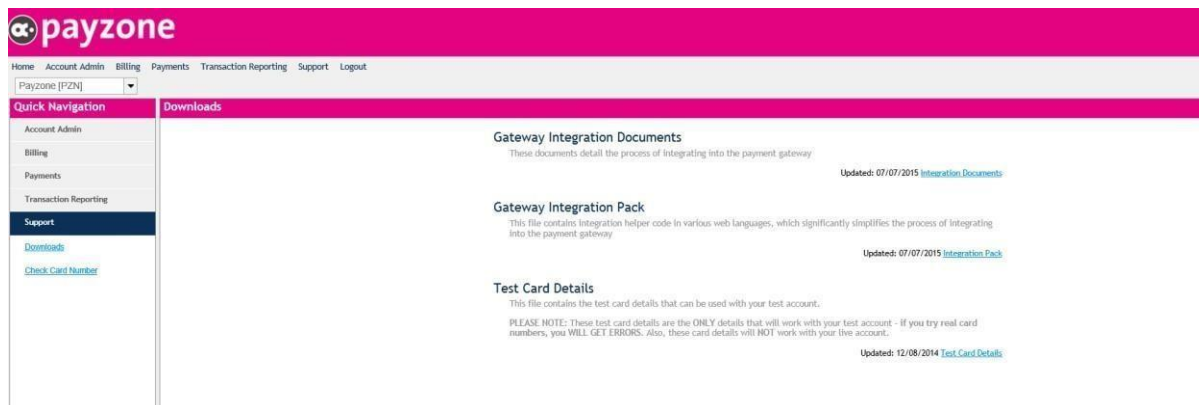 payzone
Home Account Admin Billing Payments Transaction Reporting Support Logout
Payzone [PZN]
Quick Navigation
Account Admin
Billing
Payments
Transaction Reporting
Support
Downloads
Check Card Number
Downloads
Gateway Integration Documents
These documents detail the process of integrating into the payment gateway
Updated: 07/07/2015 Integration Documents
Gateway Integration Pack
This file contains integration helper code in various web languages, which significantly simplifies the process of integrating
into the payment gateway
Updated: 07/07/2015 Integration Pack
Test Card Details
This file contains the test card details that can be used with your test account.
PLEASE NOTE: These test card details are the ONLY details that will work with your test account - if you try real card
numbers, you WILL GET ERRORS. Also, these card details will NOT work with your live account.
Updated: 12/08/2014 Test Card Details